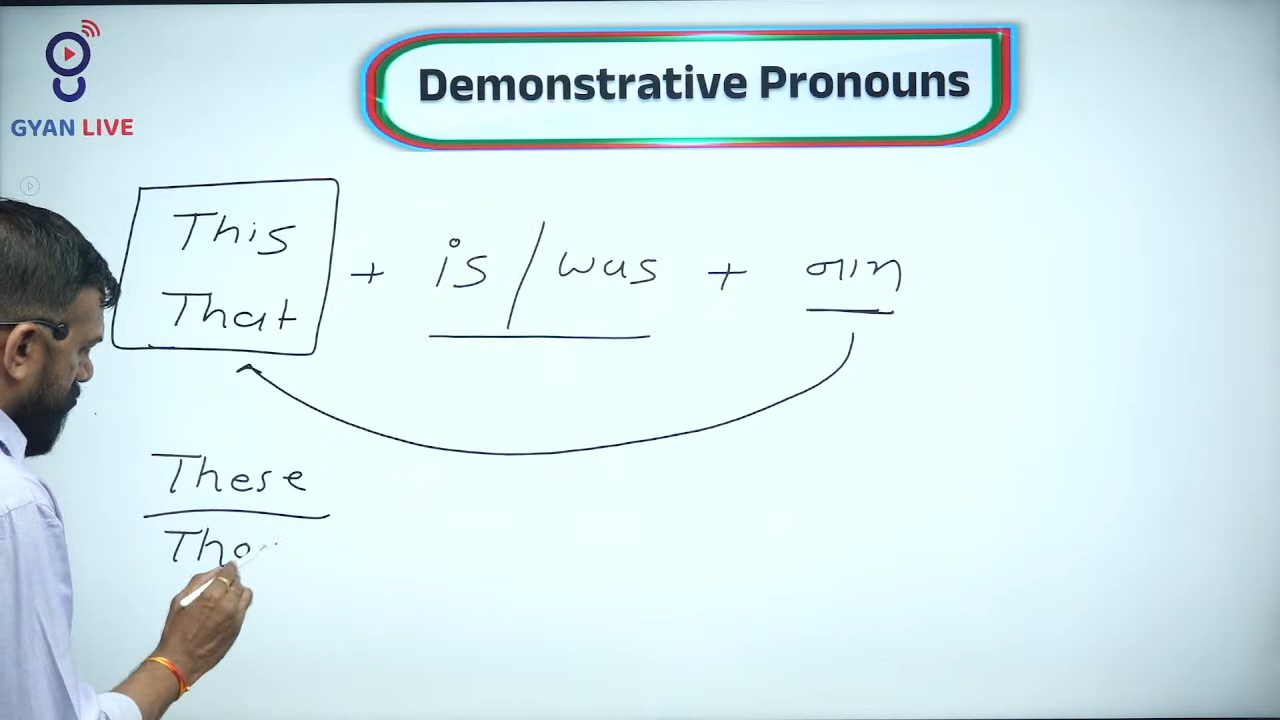 GYAN LIVE
Demonstrative Pronouns
This
That
+ is / was + નામ
These
Tho